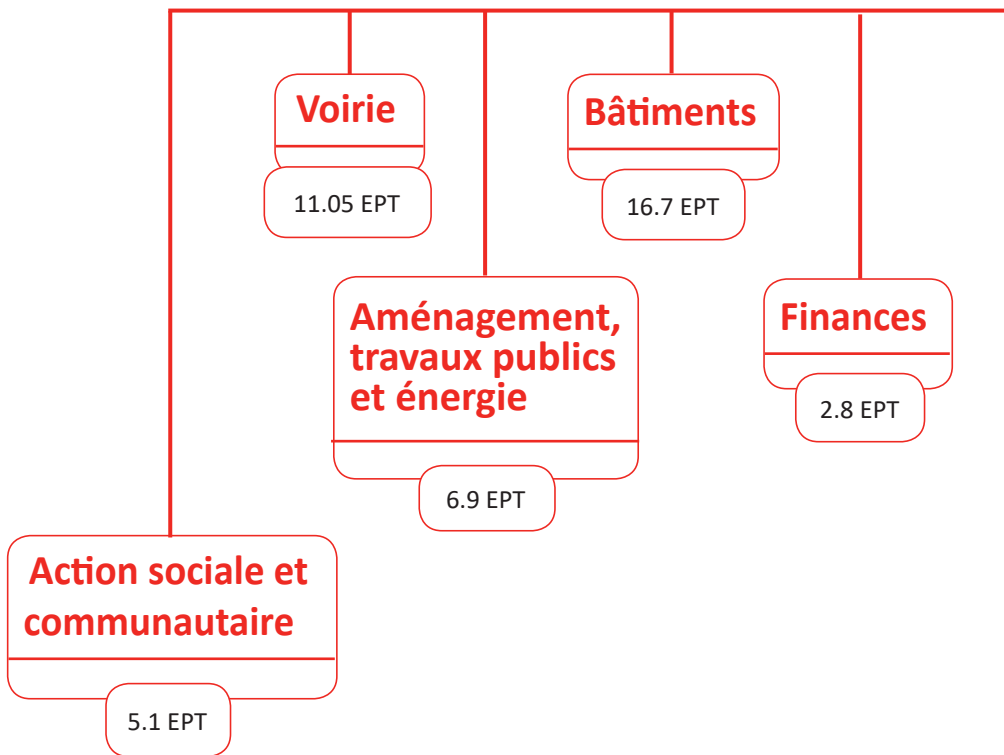 Voirie
11.05 EPT
Bâtiments
16.7 EPT
Aménagement,
travaux publics
et énergie
6.9 EPT
Finances
2.8 EPT
Action sociale et
communautaire
5.1 EPT